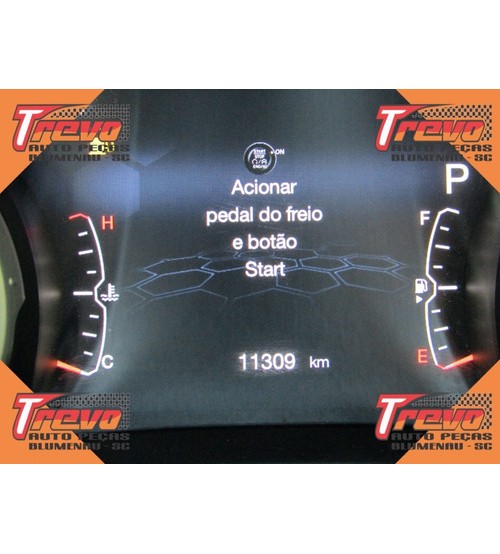 Trevo
AUTO PEÇAS
BLUMENAU - SC
Trevo
AUTO PEÇAS
BLUMENAU - SC
START
STOP
ENGINE
+ON
Acionar
pedal do freio
e botão
Start
P
H
C
F
E
11309 km
Trevo
AUTO PEÇAS
BLUMENAU - SC
Trevo
AUTO PEÇAS
BLUMENAU - SC